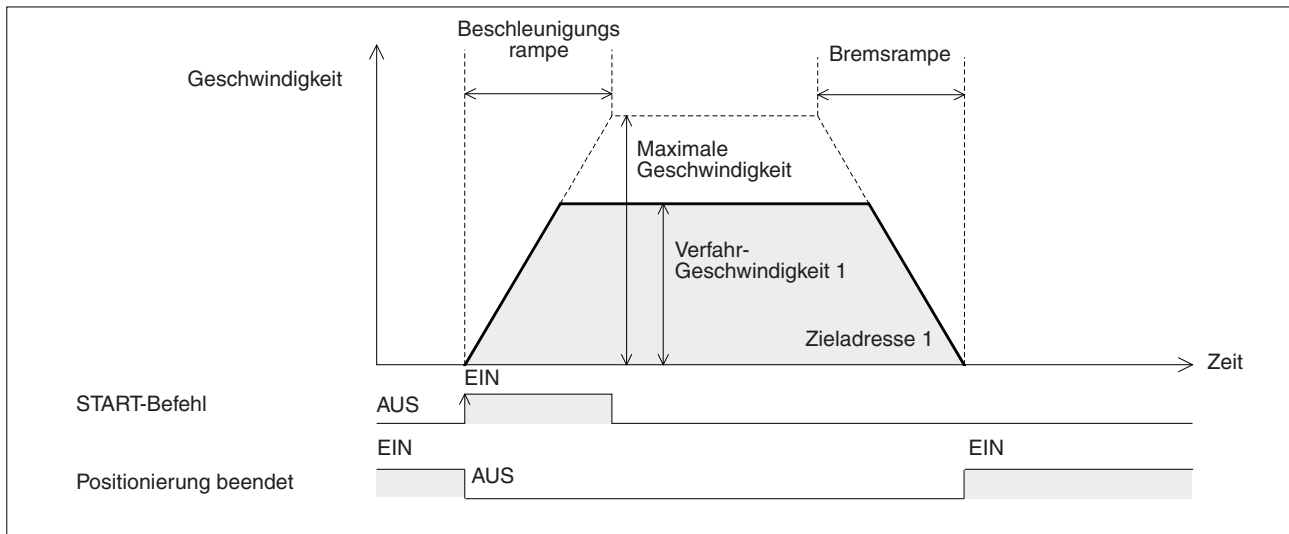 Beschleunigungs
rampe
Bremsrampe
Geschwindigkeit
Maximale
Geschwindigkeit
Verfahr-
Geschwindigkeit 1
Zieladresse 1
Zeit
EIN
START-Befehl
AUS
EIN
EIN
Positionierung beendet
AUS